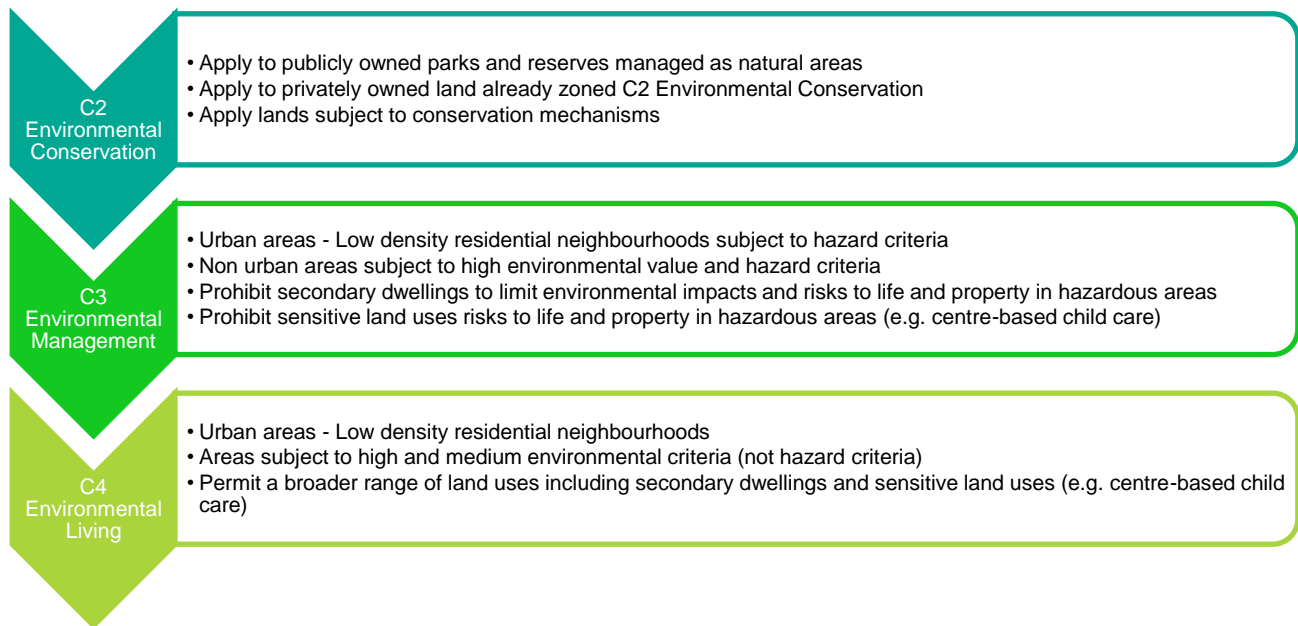 C2
Environmental
Conservation
• Apply to publicly owned parks and reserves managed as natural areas
• Apply to privately owned land already zoned C2 Environmental Conservation
• Apply lands subject to conservation mechanisms
C3
Environmental
Management
• Urban areas - Low density residential neighbourhoods subject to hazard criteria
• Non urban areas subject to high environmental value and hazard criteria
• Prohibit secondary dwellings to limit environmental impacts and risks to life and property in hazardous areas
• Prohibit sensitive land uses risks to life and property in hazardous areas (e.g. centre-based child care)
C4
Environmental
Living
• Urban areas - Low density residential neighbourhoods
• Areas subject to high and medium environmental criteria (not hazard criteria)
• Permit a broader range of land uses including secondary dwellings and sensitive land uses (e.g. centre-based child
care)